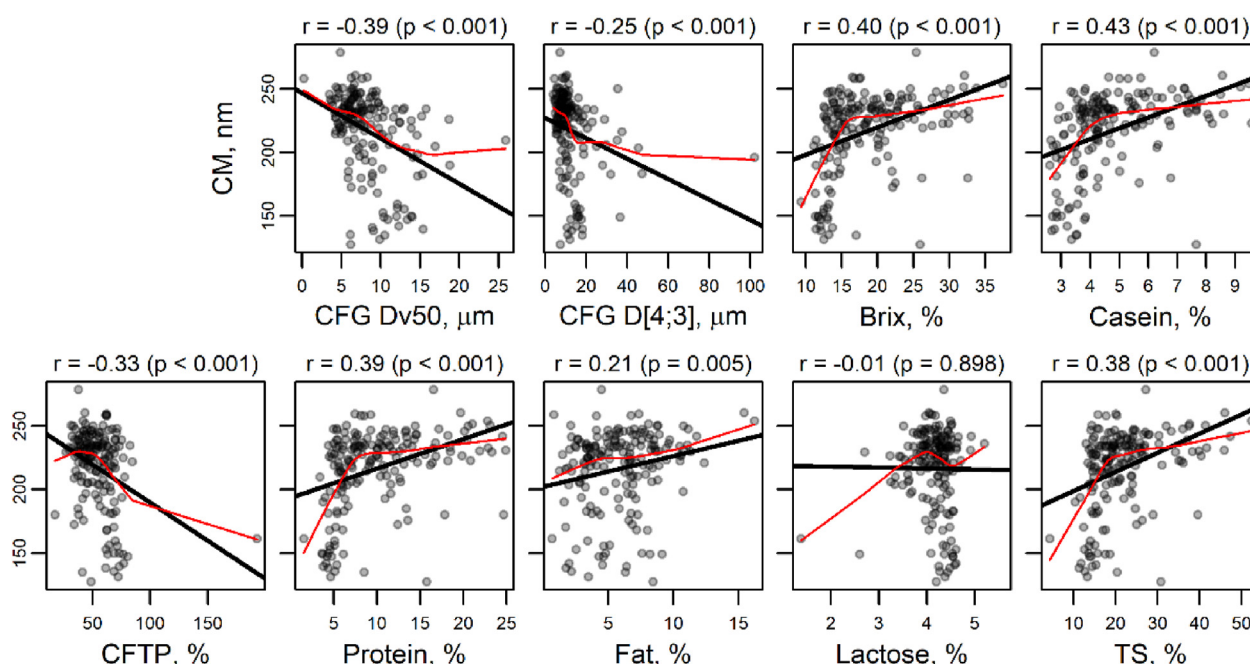 r = -0.39 (p < 0.001) r = -0.25 (p < 0.001) r = 0.40 (p < 0.001) r = 0.43 (p < 0.001)
CM, nm
250
200
150
0 5 10 15 20 25 0 20 40 60 80 100 10 15 20 25 30 35 3 4 5 6 7 8 9
CFG Dv50, μm CFG D[4;3], μm Brix, % Casein, %
r = -0.33 (p < 0.001) r = 0.39 (p < 0.001) r = 0.21 (p = 0.005) r = -0.01 (p = 0.898) r = 0.38 (p < 0.001)
250
200
150
50 100 150 5 10 15 20 25 5 10 15 2 3 4 5 10 20 30 40 50
CFTP, % Protein, % Fat, % Lactose, % TS, %